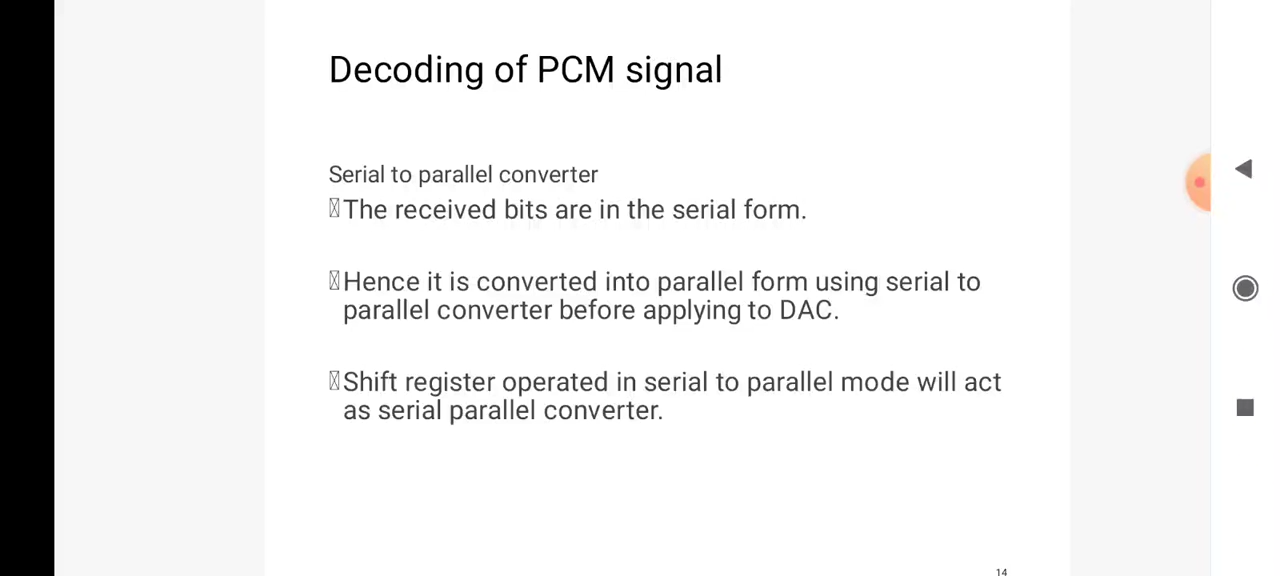 Decoding of PCM signal
Serial to parallel converter
The received bits are in the serial form.
Hence it is converted into parallel form using serial to
parallel converter before applying to DAC.
Shift register operated in serial to parallel mode will act
as serial parallel converter.
14